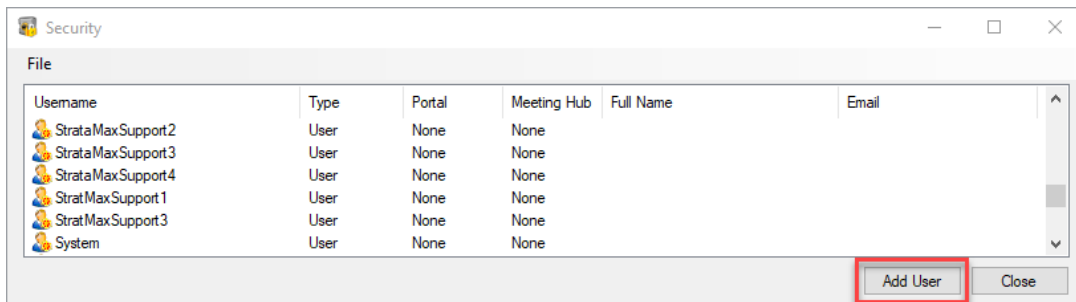 Security
File
Username Type Portal Meeting Hub Full Name Email
StrataMaxSupport2 User None None
StrataMaxSupport3 User None None
StrataMaxSupport4 User None None
StratMaxSupport1 User None None
StratMaxSupport3 User None None
System User None None
Add User Close